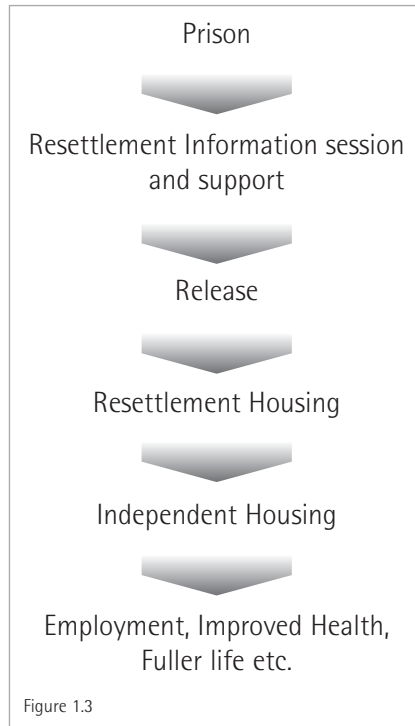 Prison
Resettlement Information session
and support
Release
Resettlement Housing
Independent Housing
Employment, Improved Health,
Fuller life etc.
Figure 1.3